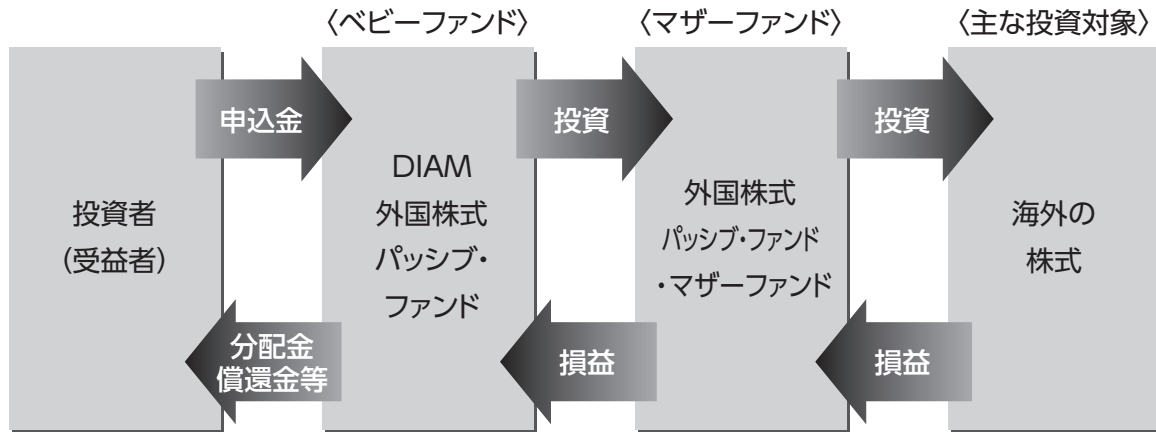 〈ベビーファンド〉
〈マザーファンド〉
〈主な投資対象〉
申込金
投資
投資
投資者
(受益者)
DIAM
外国株式
パッシブ・
ファンド
外国株式
パッシブ・ファンド
・マザーファンド
海外の
株式
分配金
償還金等
損益
損益